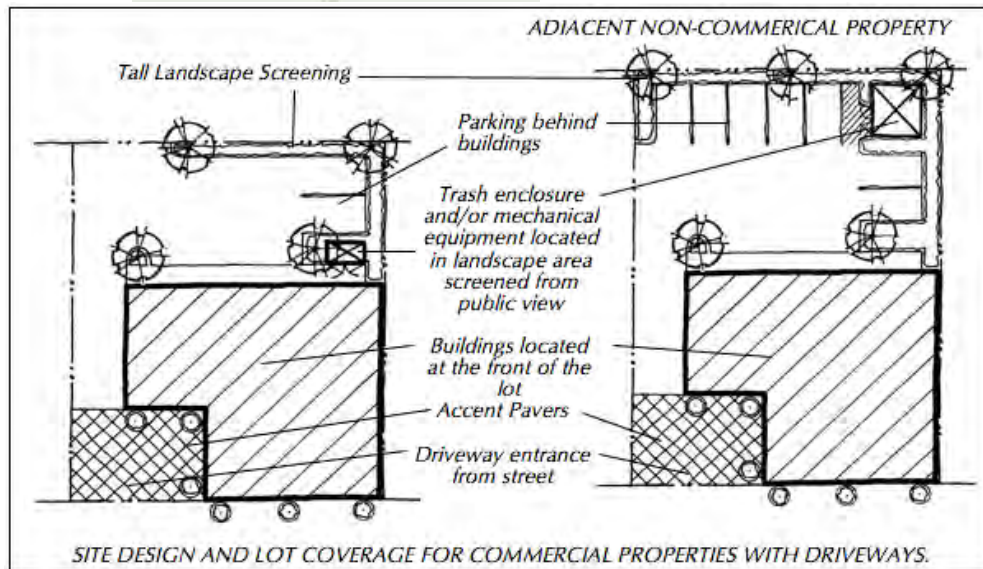 ADJACENT NON-COMMERICAL PROPERTY
Tall Landscape Screening
Parking behind
buildings
Trash enclosure
and/or mechanical
equipment located
in landscape area
screened from
public view
Buildings located
at the front of the
lot
Accent Pavers
Driveway entrance
from street
SITE DESIGN AND LOT COVERAGE FOR COMMERCIAL PROPERTIES WITH DRIVEWAYS.